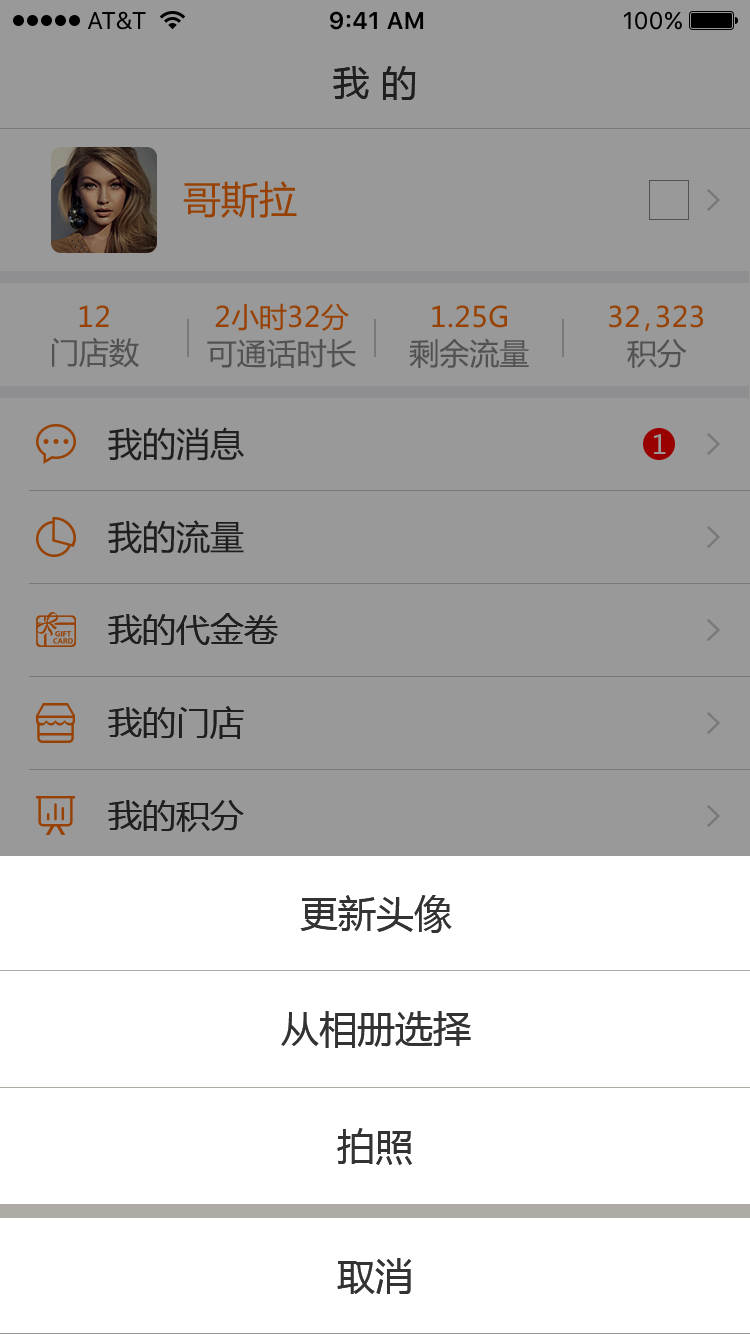 AT&T 9:41 AM 100%
我 的
哥斯拉
12 2小时32分 1.25G 32,323
门店数 可通话时长 剩余流量 积分
我的消息 1
我的流量
GIFT
CARD
我的代金卷
我的门店
我的积分
更新头像
从相册选择
拍照
取消